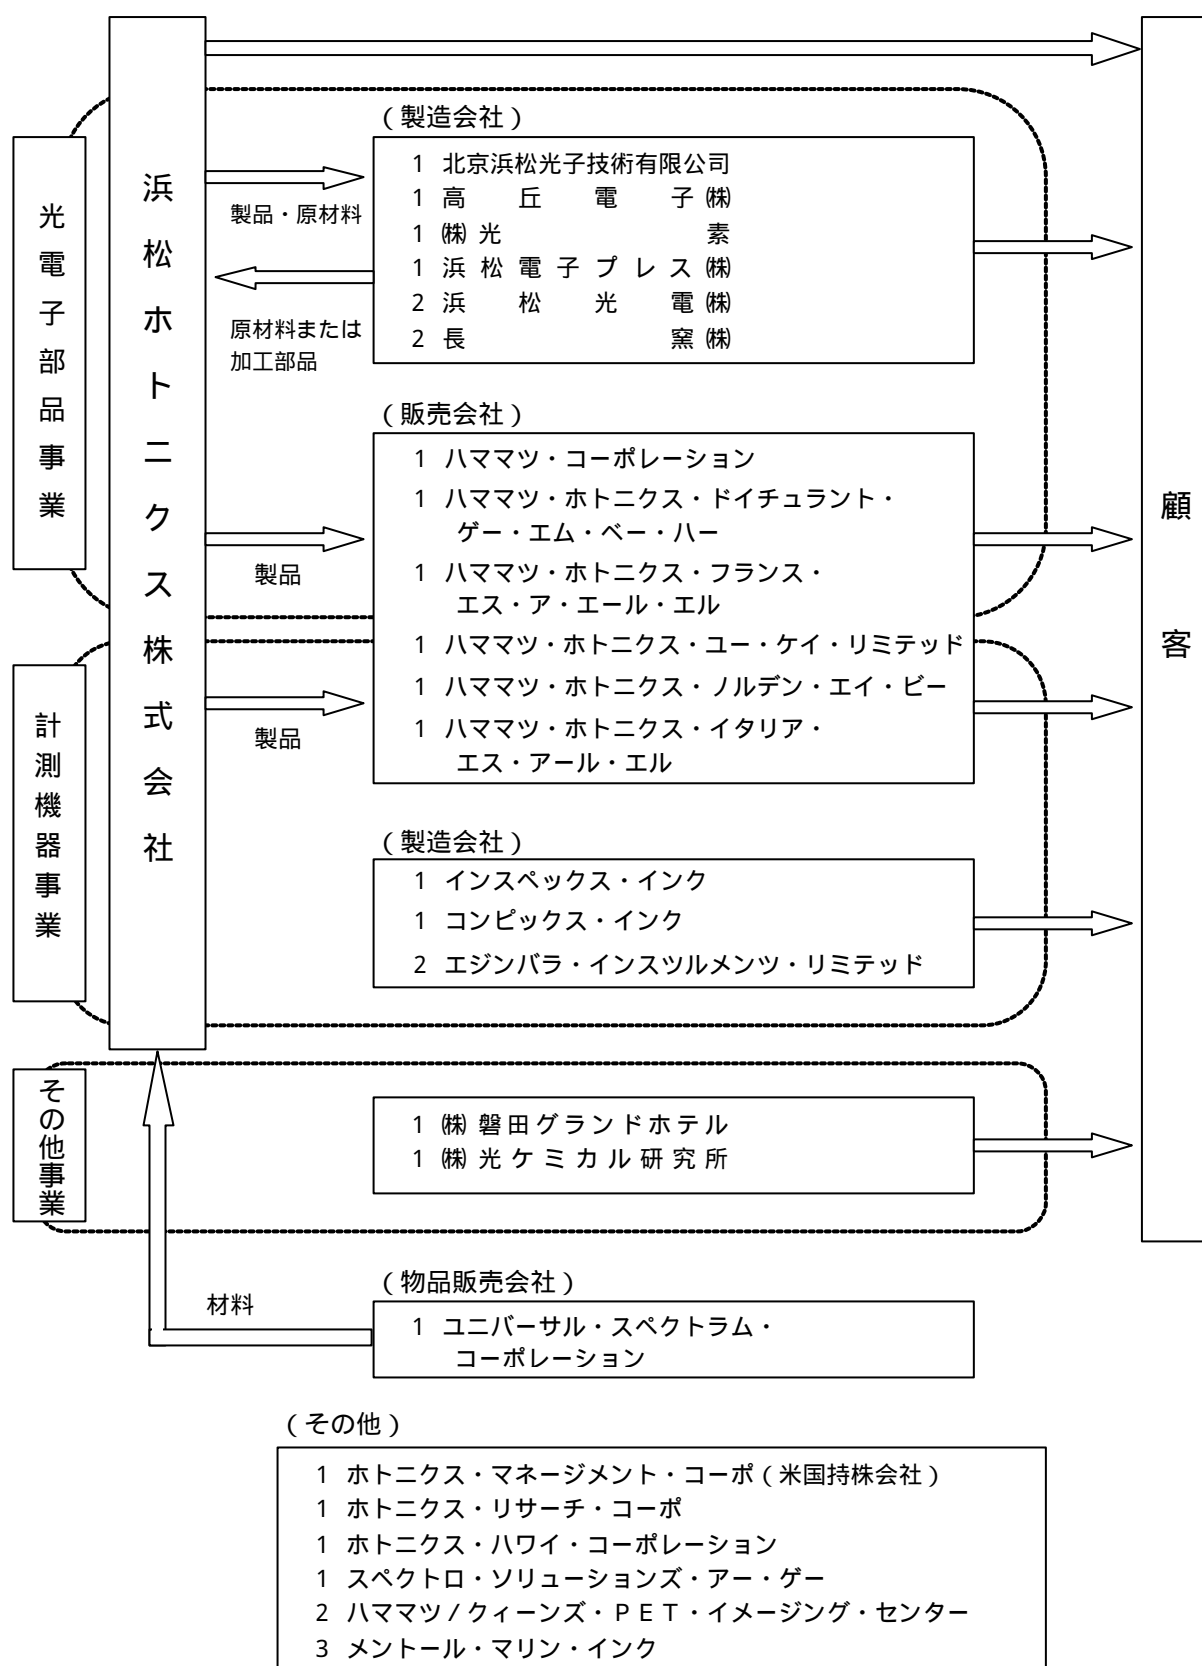 浜松ホトニクス株式会社
顧客
光電子部品事業
(製造会社)
1 北京浜松光子技術有限公司
1 高丘電子㈱
1 ㈱光素
1 浜松電子プレス㈱
2 浜松光電㈱
2 長窯㈱
製品・原材料
原材料または
加工部品
(販売会社)
1 ハママツ・コーポレーション
1 ハママツ・ホトニクス・ドイチュラント・
ゲー・エム・ベー・ハー
1 ハママツ・ホトニクス・フランス・
エス・ア・エール・エル
1 ハママツ・ホトニクス・ユー・ケイ・リミテッド
1 ハママツ・ホトニクス・ノルデン・エイ・ビー
1 ハママツ・ホトニクス・イタリア・
エス・アール・エル
製品
計測機器事業
製品
(製造会社)
1 インスペックス・インク
1 コンピックス・インク
2 エジンバラ・インスツルメンツ・リミテッド
その他事業
1 ㈱磐田グランドホテル
1 ㈱光ケミカル研究所
(物品販売会社)
材料
1 ユニバーサル・スペクトラム・
コーポレーション
(その他)
1 ホトニクス・マネージメント・コーポ(米国持株会社)
1 ホトニクス・リサーチ・コーポ
1 ホトニクス・ハワイ・コーポレーション
1 スペクトロ・ソリューションズ・アー・ゲー
2 ハママツ/クィーンズ・PET・イメージング・センター
3 メントール・マリン・インク